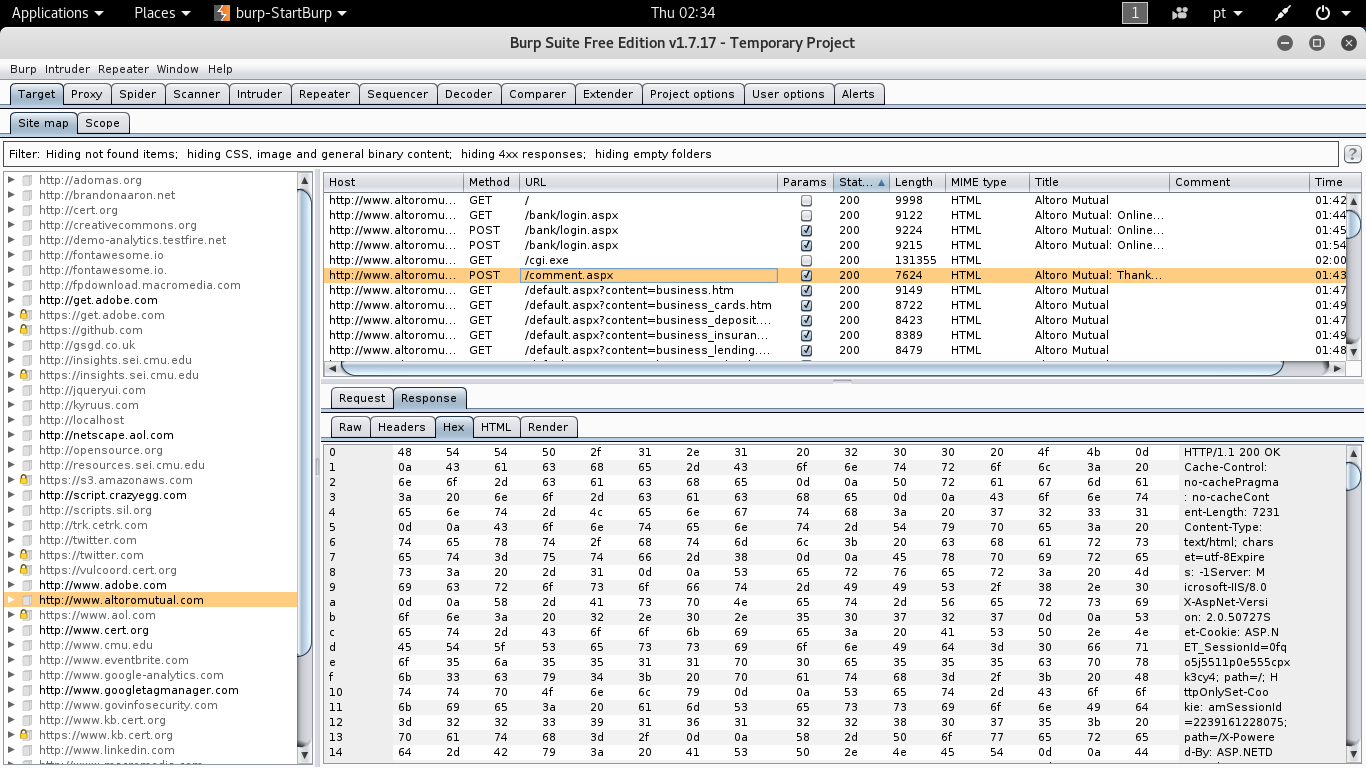 Applications Places burp-StartBurp Thu 02:34 1 pt
Burp Suite Free Edition v1.7.17 - Temporary Project
Burp Intruder Repeater Window Help
Target Proxy Spider Scanner Intruder Repeater Sequencer Decoder Comparer Extender Project options User options Alerts
Site map Scope
Filter: Hiding not found items; hiding CSS, image and general binary content; hiding 4xx responses; hiding empty folders ?
http://adomas.org
http://brandonaaron.net
http://cert.org
http://creativecommons.org
http://demo-analytics.testfire.net
http://fontawesome.io
http://fontawesome.io.
http://fpdownload.macromedia.com
http://get.adobe.com
https://get.adobe.com
https://github.com
http://gsgd.co.uk
http://insights.sei.cmu.edu
https://insights.sei.cmu.edu
http://jqueryui.com
http://kyruus.com
http://localhost
http://netscape.aol.com
http://opensource.org
http://resources.sei.cmu.edu
https://s3.amazonaws.com
http://script.crazyegg.com
http://scripts.sil.org
http://trk.cetrk.com
http://twitter.com
https://twitter.com
https://vulcoord.cert.org
http://www.adobe.com
http://www.altoromutual.com
https://www.aol.com
http://www.cert.org
http://www.cmu.edu
http://www.eventbrite.com
http://www.google-analytics.com
http://www.googletagmanager.com
http://www.govinfosecurity.com
http://www.kb.cert.org
https://www.kb.cert.org
http://www.linkedin.com
Host Method URL Params Stat... Length MIME type Title Comment Time
http://www.altoromu... GET / 200 9998 HTML Altoro Mutual 01:42
http://www.altoromu... GET /bank/login.aspx 200 9122 HTML Altoro Mutual: Online... 01:44
http://www.altoromu... POST /bank/login.aspx 200 9224 HTML Altoro Mutual: Online... 01:45
http://www.altoromu... POST /bank/login.aspx 200 9215 HTML Altoro Mutual: Online... 01:54
http://www.altoromu... GET /cgi.exe 200 131355 HTML 02:00
http://www.altoromu... POST /comment.aspx 200 7624 HTML Altoro Mutual: Thank... 01:43
http://www.altoromu... GET /default.aspx?content=business.htm 200 9149 HTML Altoro Mutual 01:47
http://www.altoromu... GET /default.aspx?content=business_cards.htm 200 8722 HTML Altoro Mutual 01:49
http://www.altoromu... GET /default.aspx?content=business_deposit.... 200 8423 HTML Altoro Mutual 01:47
http://www.altoromu... GET /default.aspx?content=business_insuran... 200 8389 HTML Altoro Mutual 01:49
http://www.altoromu... GET /default.aspx?content=business_lending.... 200 8479 HTML Altoro Mutual 01:48
Request Response
Raw Headers Hex HTML Render
0 48 54 54 50 2f 31 2e 31 20 32 30 30 20 4f 4b 0d HTTP/1.1 200 OK
1 0a 43 61 63 68 65 2d 43 6f 6e 74 72 6f 6c 3a 20 Cache-Control:
2 6e 6f 2d 63 61 63 68 65 0d 0a 50 72 61 67 6d 61 no-cachePragma
3 3a 20 6e 6f 2d 63 61 63 68 65 0d 0a 43 6f 6e 74 : no-cacheCont
4 65 6e 74 2d 4c 65 6e 67 74 68 3a 20 37 32 33 31 ent-Length: 7231
5 0d 0a 43 6f 6e 74 65 6e 74 2d 54 79 70 65 3a 20 Content-Type:
6 74 65 78 74 2f 68 74 6d 6c 3b 20 63 68 61 72 73 text/html; chars
7 65 74 3d 75 74 66 2d 38 0d 0a 45 78 70 69 72 65 et=utf-8Expire
8 73 3a 20 2d 31 0d 0a 53 65 72 76 65 72 3a 20 4d s: -1Server: M
9 69 63 72 6f 73 6f 66 74 2d 49 49 53 2f 38 2e 30 icrosoft-IIS/8.0
a 0d 0a 58 2d 41 73 70 4e 65 74 2d 56 65 72 73 69 X-AspNet-Versi
b 6f 6e 3a 20 32 2e 30 2e 35 30 37 32 37 0d 0a 53 on: 2.0.50727S
c 65 74 2d 43 6f 6f 6b 69 65 3a 20 41 53 50 2e 4e et-Cookie: ASP.N
d 45 54 5f 53 65 73 73 69 6f 6e 49 64 3d 30 66 71 ET_SessionId=0fq
e 6f 35 6a 35 35 31 31 70 30 65 35 35 35 63 70 78 o5j5511p0e555cpx
f 6b 33 63 79 34 3b 20 70 61 74 68 3d 2f 3b 20 48 k3cy4; path=/; H
10 74 74 70 4f 6e 6c 79 0d 0a 53 65 74 2d 43 6f 6f ttpOnlySet-Coo
11 6b 69 65 3a 20 61 6d 53 65 73 73 69 6f 6e 49 64 kie: amSessionId
12 3d 32 32 33 39 31 36 31 32 32 38 30 37 35 3b 20 =2239161228075;
13 70 61 74 68 3d 2f 0d 0a 58 2d 50 6f 77 65 72 65 path=/X-Powere
14 64 2d 42 79 3a 20 41 53 50 2e 4e 45 54 0d 0a 44 d-By: ASP.NETD